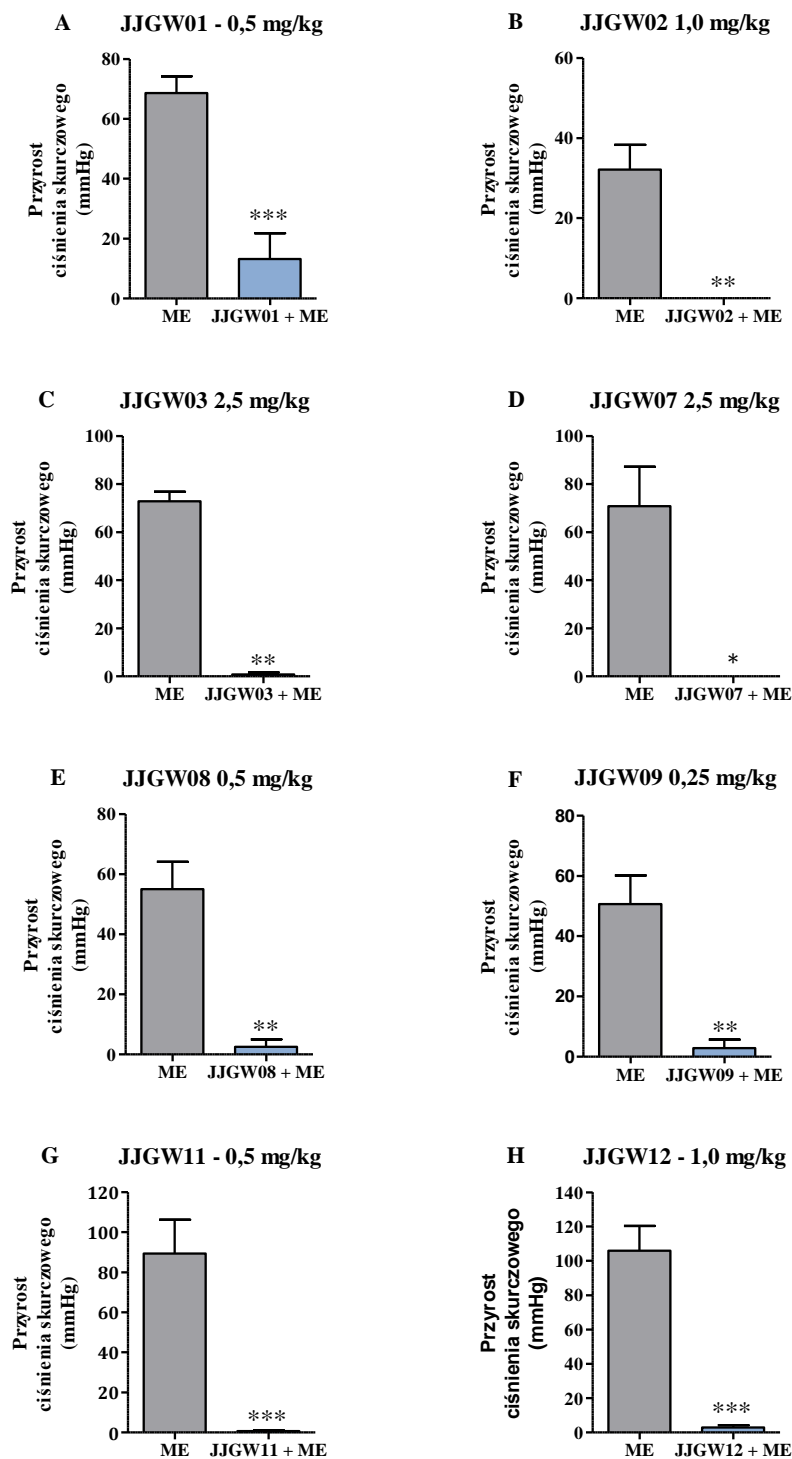 A JJGW01 - 0,5 mg/kg
Przyrost
ciśnienia skurczowego
(mmHg)
80
60
40
20
0
***
ME JJGW01 + ME
B JJGW02 1,0 mg/kg
Przyrost
ciśnienia skurczowego
(mmHg)
60
40
20
0
**
ME JJGW02 + ME
C JJGW03 2,5 mg/kg
Przyrost
ciśnienia skurczowego
(mmHg)
100
80
60
40
20
0
**
ME JJGW03 + ME
D JJGW07 2,5 mg/kg
Przyrost
ciśnienia skurczowego
(mmHg)
100
80
60
40
20
0
*
ME JJGW07 + ME
E JJGW08 0,5 mg/kg
Przyrost
ciśnienia skurczowego
(mmHg)
80
60
40
20
0
**
ME JJGW08 + ME
F JJGW09 0,25 mg/kg
Przyrost
ciśnienia skurczowego
(mmHg)
80
60
40
20
0
**
ME JJGW09 + ME
G JJGW11 - 0,5 mg/kg
Przyrost
ciśnienia skurczowego
(mmHg)
120
100
80
60
40
20
0
***
ME JJGW11 + ME
H JJGW12 - 1,0 mg/kg
Przyrost
ciśnienia skurczowego
(mmHg)
140
120
100
80
60
40
20
0
***
ME JJGW12 + ME